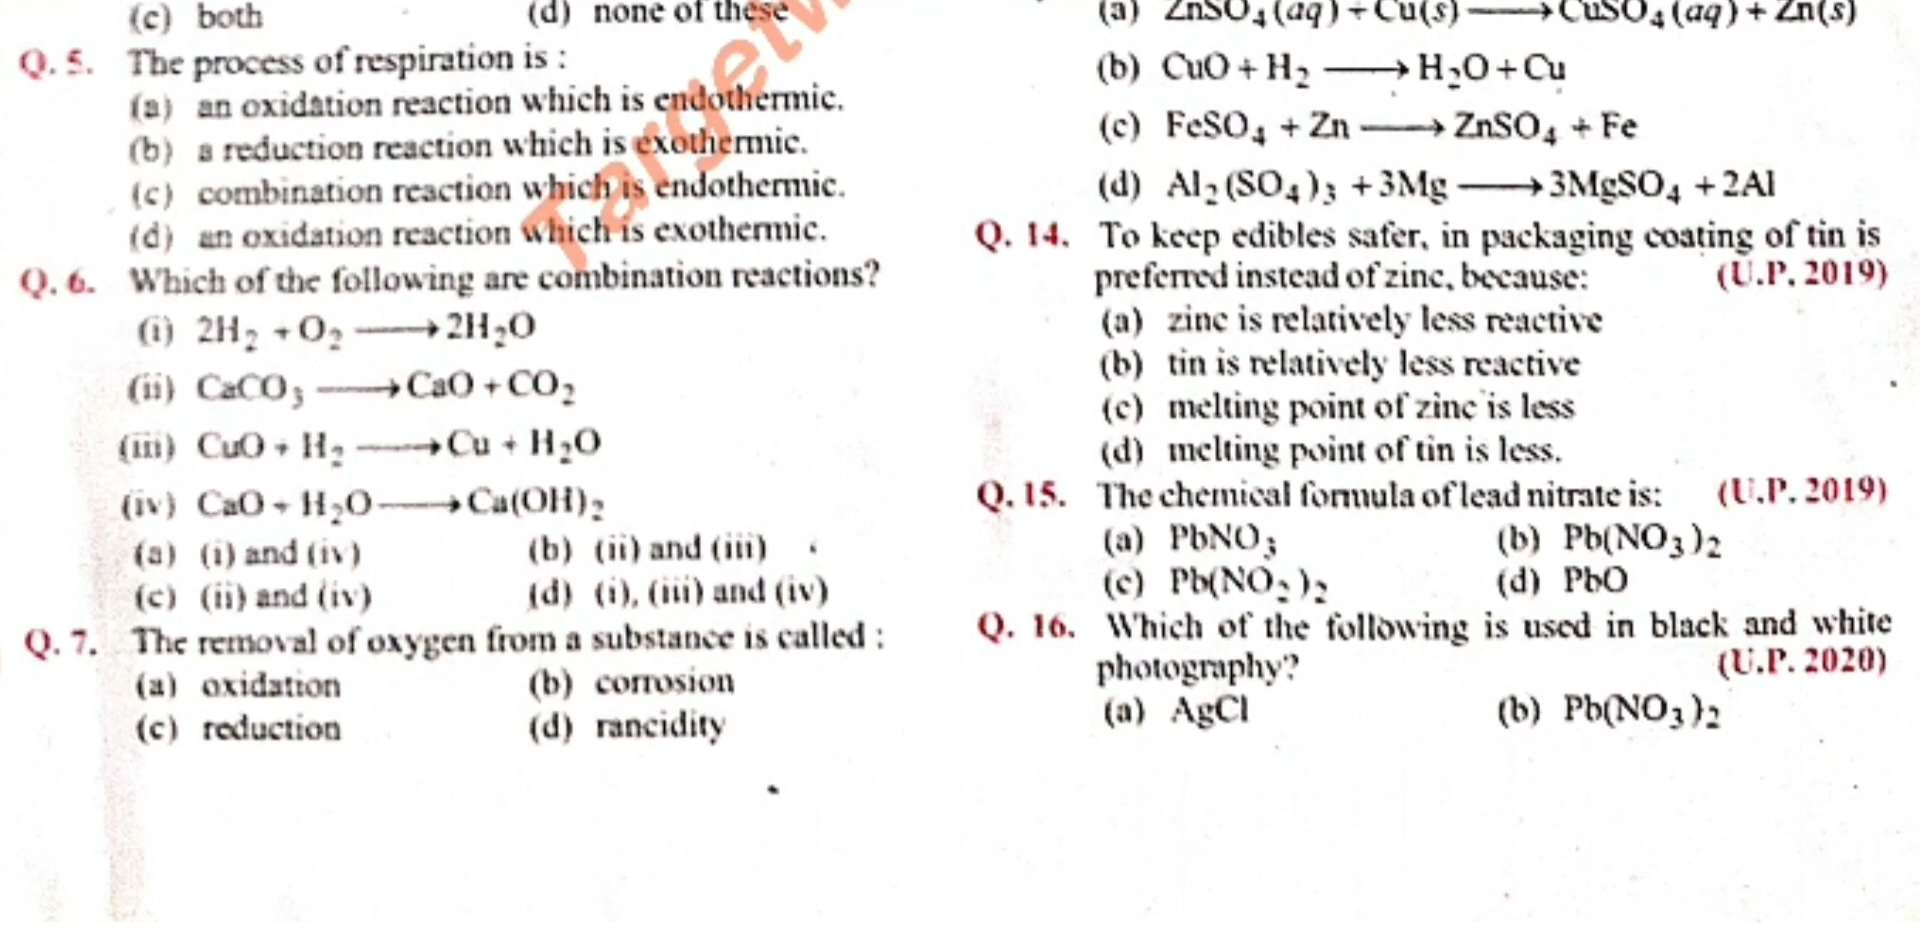 (c) both (d) none of these
Q. 5. The process of respiration is :
(a) an oxidation reaction which is endothermic.
(b) a reduction reaction which is exothermic.
(c) combination reaction which is endothermic.
(d) an oxidation reaction which is exothermic.
Q. 6. Which of the following are combination reactions?
(i) 2H₂ + O₂ ⟶ 2H₂O
(ii) CaCO₃ ⟶ CaO + CO₂
(iii) CuO + H₂ ⟶ Cu + H₂O
(iv) CaO + H₂O ⟶ Ca(OH)₂
(a) (i) and (iv) (b) (ii) and (iii)
(c) (ii) and (iv) (d) (i), (iii) and (iv)
Q. 7. The removal of oxygen from a substance is called :
(a) oxidation (b) corrosion
(c) reduction (d) rancidity
(a) ZnSO₄(aq) + Cu(s) ⟶ CuSO₄(aq) + Zn(s)
(b) CuO + H₂ ⟶ H₂O + Cu
(c) FeSO₄ + Zn ⟶ ZnSO₄ + Fe
(d) Al₂(SO₄)₃ + 3Mg ⟶ 3MgSO₄ + 2Al
Q. 14. To keep edibles safer, in packaging coating of tin is
preferred instead of zinc, because: (U.P. 2019)
(a) zinc is relatively less reactive
(b) tin is relatively less reactive
(c) melting point of zinc is less
(d) melting point of tin is less.
Q. 15. The chemical formula of lead nitrate is: (U.P. 2019)
(a) PbNO₃ (b) Pb(NO₃)₂
(c) Pb(NO₂)₂ (d) PbO
Q. 16. Which of the following is used in black and white
photography? (U.P. 2020)
(a) AgCl (b) Pb(NO₃)₂